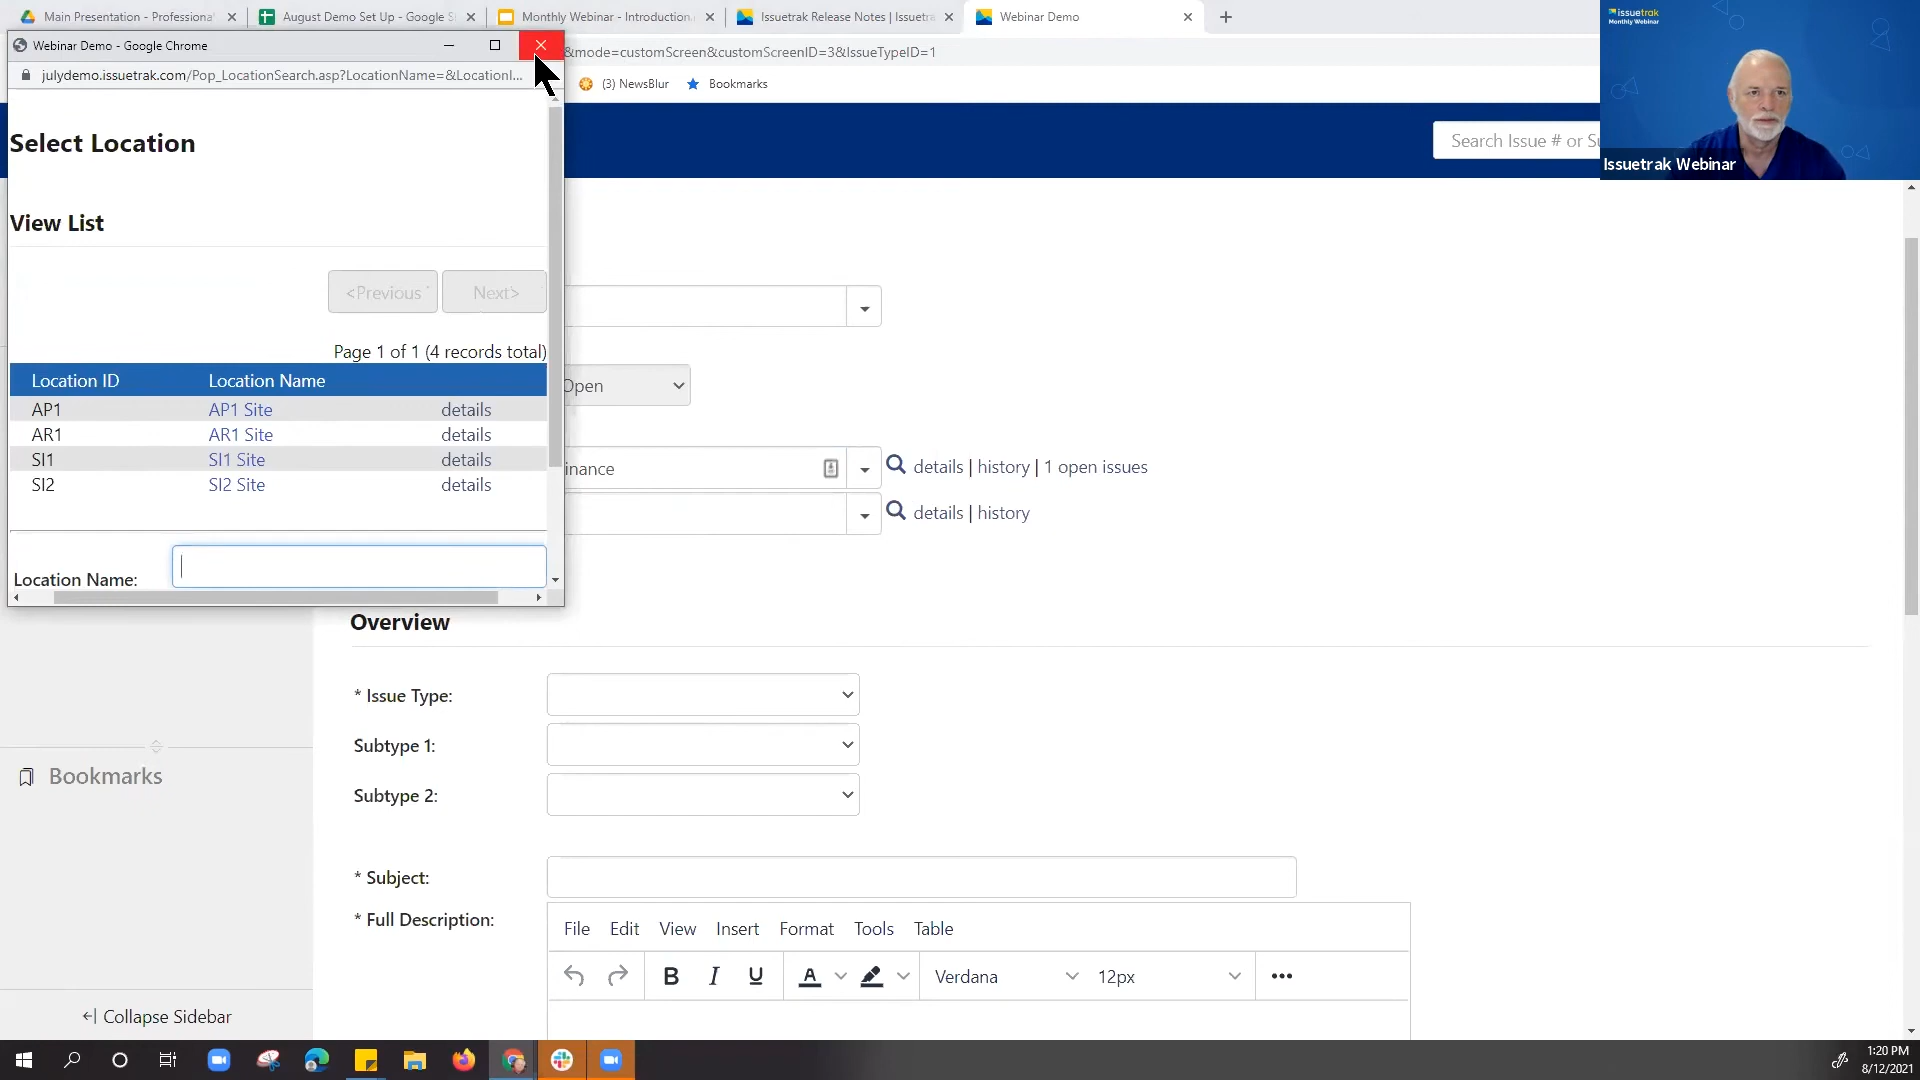 Main Presentation - Professiona
August Demo Set Up - Google S
Monthly Webinar - Introduction.
Issuetrak Release Notes | Issuetra
Webinar Demo
Webinar Demo - Google Chrome
&mode=customScreen&customScreenID=3&IssueTypeID=1
julydemo.issuetrak.com/Pop_LocationSearch.asp?LocationName=&LocationI...
(3) NewsBlur
Bookmarks
issuetrak
Monthly Webinar
Search Issue # or Su
Issuetrak Webinar
Select Location
View List
<Previous
Next>
Page 1 of 1 (4 records total)
Location ID
Location Name
AP1
AP1 Site
details
AR1
AR1 Site
details
SI1
SI1 Site
details
SI2
SI2 Site
details
Location Name:
Open
inance
details | history | 1 open issues
details | history
Overview
* Issue Type:
Subtype 1:
Subtype 2:
* Subject:
* Full Description:
File Edit View Insert Format Tools Table
B I U A Verdana 12px
Bookmarks
Collapse Sidebar
1:20 PM
8/12/2021